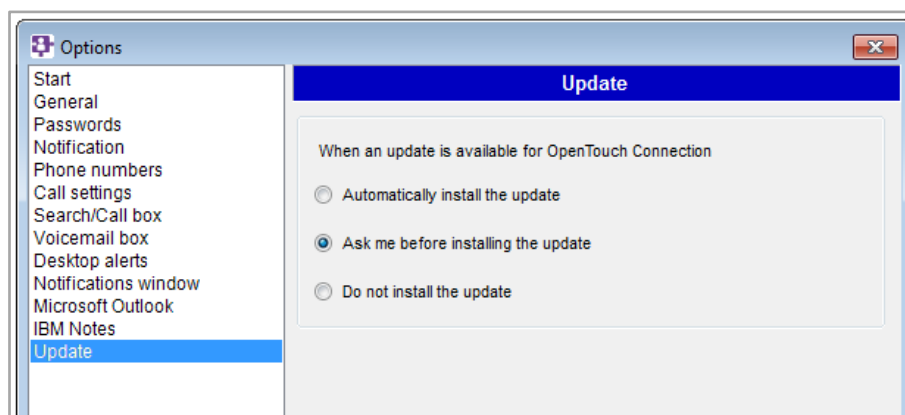 Options
Start
General
Passwords
Notification
Phone numbers
Call settings
Search/Call box
Voicemail box
Desktop alerts
Notifications window
Microsoft Outlook
IBM Notes
Update
Update
When an update is available for OpenTouch Connection
Automatically install the update
Ask me before installing the update
Do not install the update